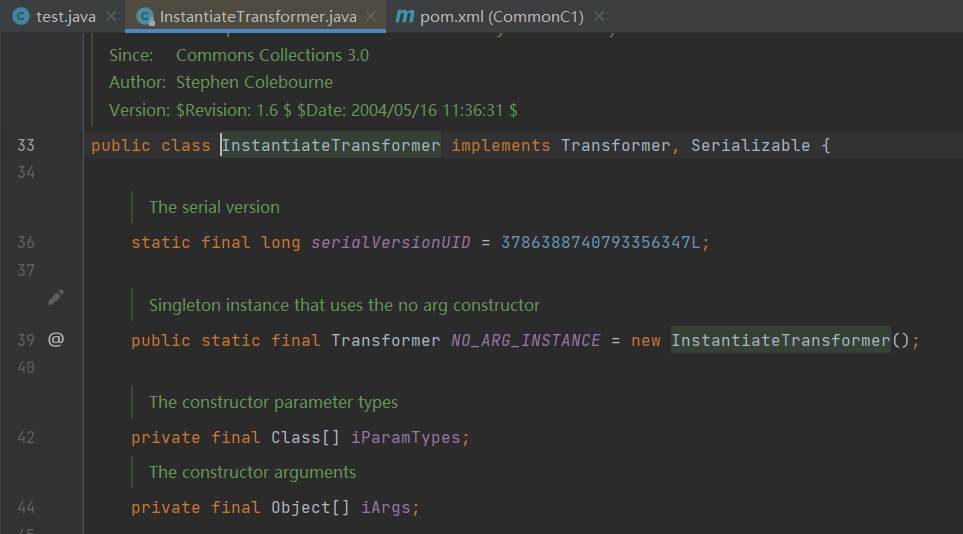 test.java
InstantiateTransformer.java
pom.xml (CommonC1)
Since: Commons Collections 3.0
Author: Stephen Colebourne
Version: $Revision: 1.6 $ $Date: 2004/05/16 11:36:31 $
33 public class InstantiateTransformer implements Transformer, Serializable {
34
The serial version
36 static final long serialVersionUID = 3786388740793356347L;
37
Singleton instance that uses the no arg constructor
39 @ public static final Transformer NO_ARG_INSTANCE = new InstantiateTransformer();
40
The constructor parameter types
42 private final Class[] iParamTypes;
The constructor arguments
44 private final Object[] iArgs;